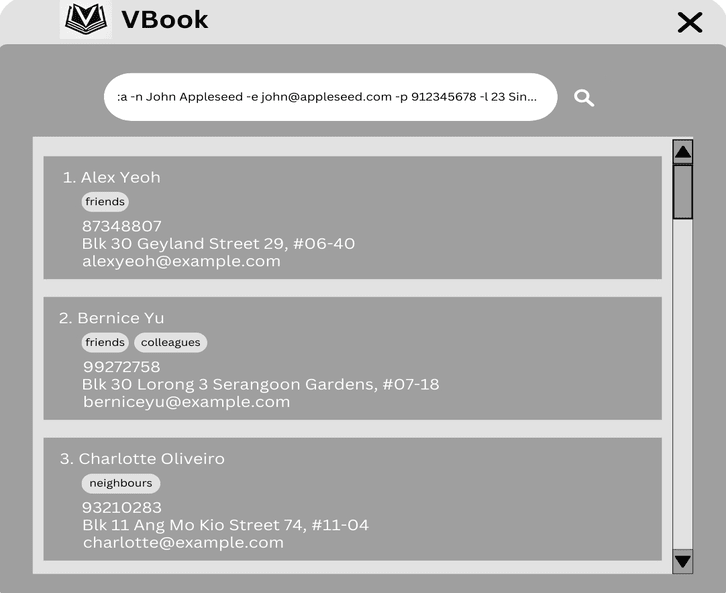 VBook
:a -n John Appleseed -e john@appleseed.com -p 912345678 -l 23 Sin...
1. Alex Yeoh
friends
87348807
Blk 30 Geyland Street 29, #06-40
alexyeoh@example.com
2. Bernice Yu
friends colleagues
99272758
Blk 30 Lorong 3 Serangoon Gardens, #07-18
berniceyu@example.com
3. Charlotte Oliveiro
neighbours
93210283
Blk 11 Ang Mo Kio Street 74, #11-04
charlotte@example.com